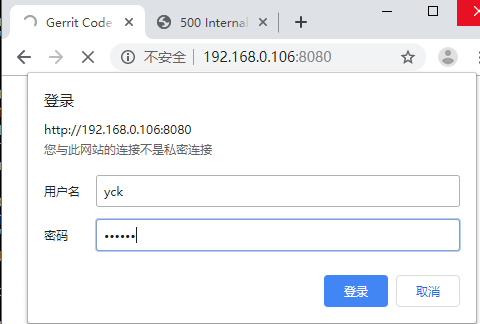 Gerrit Code
500 Internal
不安全 192.168.0.106:8080
登录
http://192.168.0.106:8080
您与此网站的连接不是私密连接
用户名 yck
密码 ••••••
登录 取消